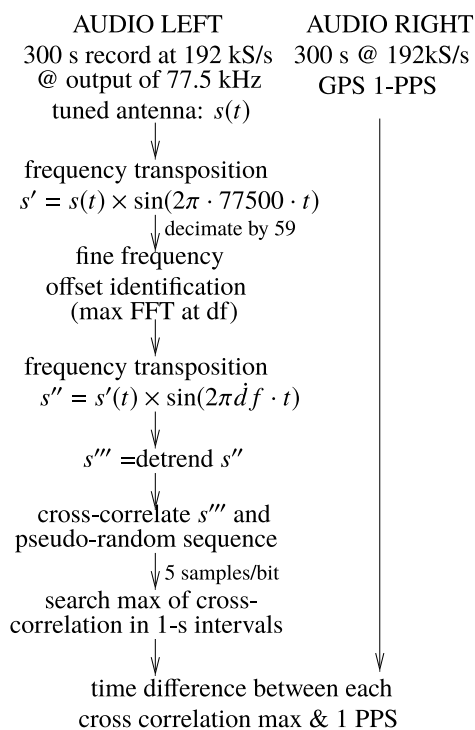 AUDIO LEFT
300 s record at 192 kS/s
@ output of 77.5 kHz
tuned antenna: s(t)
AUDIO RIGHT
300 s @ 192kS/s
GPS 1-PPS
frequency transposition
s′ = s(t) × sin(2π · 77500 · t)
decimate by 59
fine frequency
offset identification
(max FFT at df)
frequency transposition
s″ = s′(t) × sin(2πḋf · t)
s‴ =detrend s″
cross-correlate s‴ and
pseudo-random sequence
5 samples/bit
search max of cross-
correlation in 1-s intervals
time difference between each
cross correlation max & 1 PPS